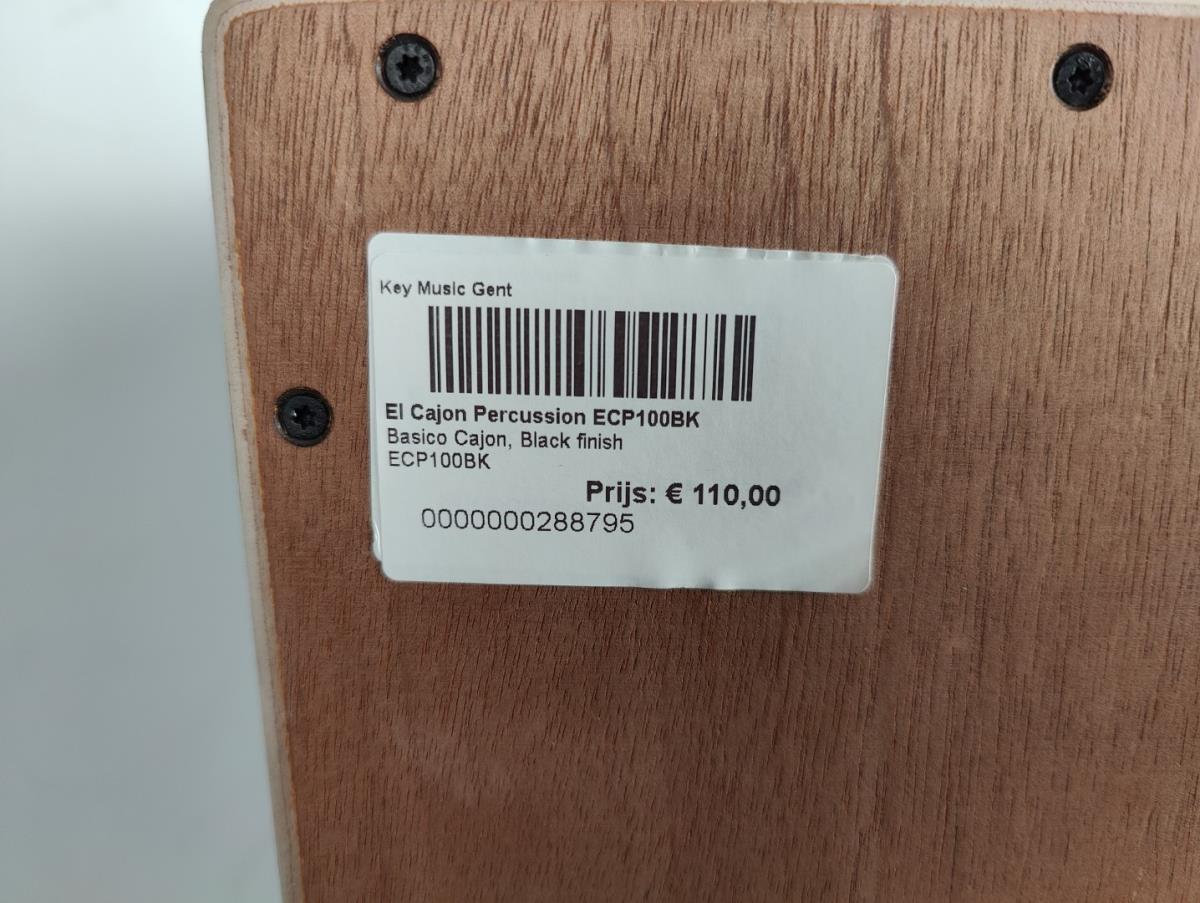 Key Music Gent
El Cajon Percussion ECP100BK
Basico Cajon, Black finish
ECP100BK
Prijs: € 110,00
0000000288795